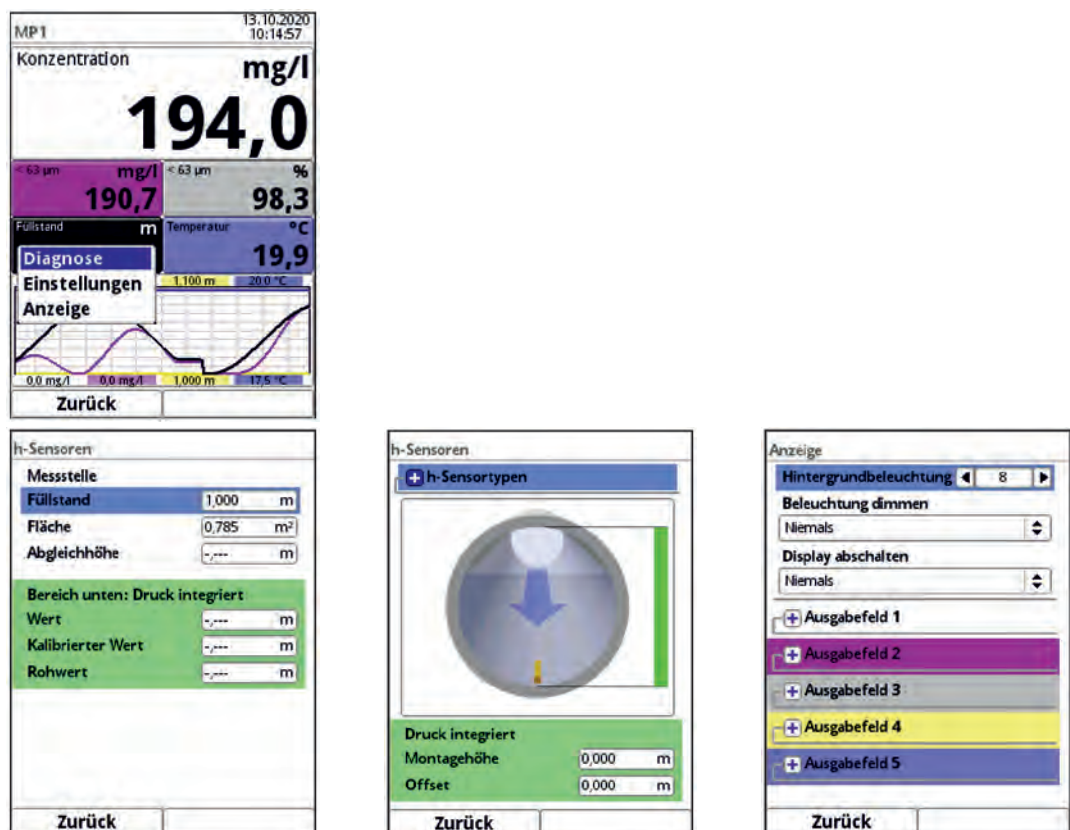 MP1 13.10.2020
10:14:57
Konzentration mg/l
194,0
< 63 µm mg/l < 63 µm %
190,7 98,3
Füllstand m Temperatur °C
19,9
Diagnose
Einstellungen
Anzeige
1,100 m 20,0 °C
0,0 mg/l 0,0 mg/l 1,000 m 17,5 °C
Zurück
h-Sensoren
Messstelle
Füllstand 1,000 m
Fläche 0,785 m²
Abgleichhöhe -,--- m
Bereich unten: Druck integriert
Wert -,--- m
Kalibrierter Wert -,--- m
Rohwert -,--- m
Zurück
h-Sensoren
h-Sensortypen
Druck integriert
Montagehöhe 0,000 m
Offset 0,000 m
Zurück
Anzeige
Hintergrundbeleuchtung 8
Beleuchtung dimmen
Niemals
Display abschalten
Niemals
Ausgabefeld 1
Ausgabefeld 2
Ausgabefeld 3
Ausgabefeld 4
Ausgabefeld 5
Zurück